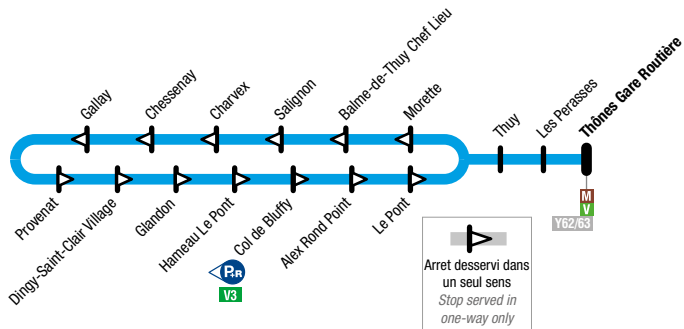 Gallay
Chessenay
Charvex
Salignon
Balme-de-Thuy Chef Lieu
Morette
Thuy
Les Perasses
Thônes Gare Routière
Provenat
Dingy-Saint-Clair Village
Glandon
Hameau Le Pont
Col de Bluffy
Alex Rond Point
Le Pont
M
V
Y62/63
P+R
V3
Arret desservi dans
un seul sens
Stop served in
one-way only